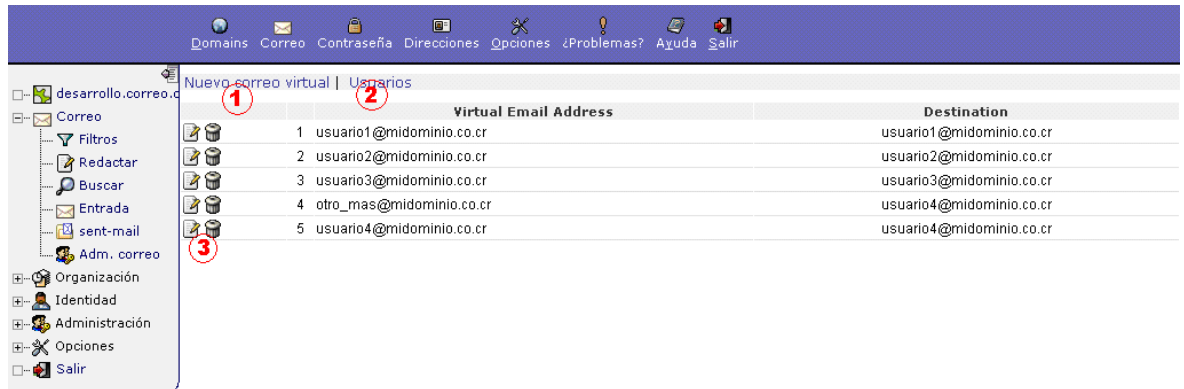 Domains Correo Contraseña Direcciones Opciones ¿Problemas? Ayuda Salir
desarrollo.correo.c
Correo
Filtros
Redactar
Buscar
Entrada
sent-mail
Adm. correo
Organización
Identidad
Administración
Opciones
Salir
Nuevo correo virtual | Usuarios
1 2
Virtual Email Address Destination
1 usuario1@midominio.co.cr usuario1@midominio.co.cr
2 usuario2@midominio.co.cr usuario2@midominio.co.cr
3 usuario3@midominio.co.cr usuario3@midominio.co.cr
4 otro_mas@midominio.co.cr usuario4@midominio.co.cr
5 usuario4@midominio.co.cr usuario4@midominio.co.cr
3